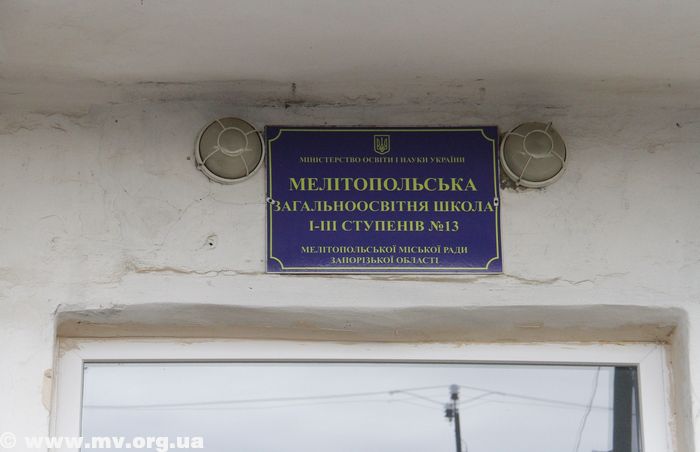 МІНІСТЕРСТВО ОСВІТИ І НАУКИ УКРАЇНИ
МЕЛІТОПОЛЬСЬКА
ЗАГАЛЬНООСВІТНЯ ШКОЛА
І-ІІІ СТУПЕНІВ №13
МЕЛІТОПОЛЬСЬКОЇ МІСЬКОЇ РАДИ
ЗАПОРІЗЬКОЇ ОБЛАСТІ
© www.mv.org.ua